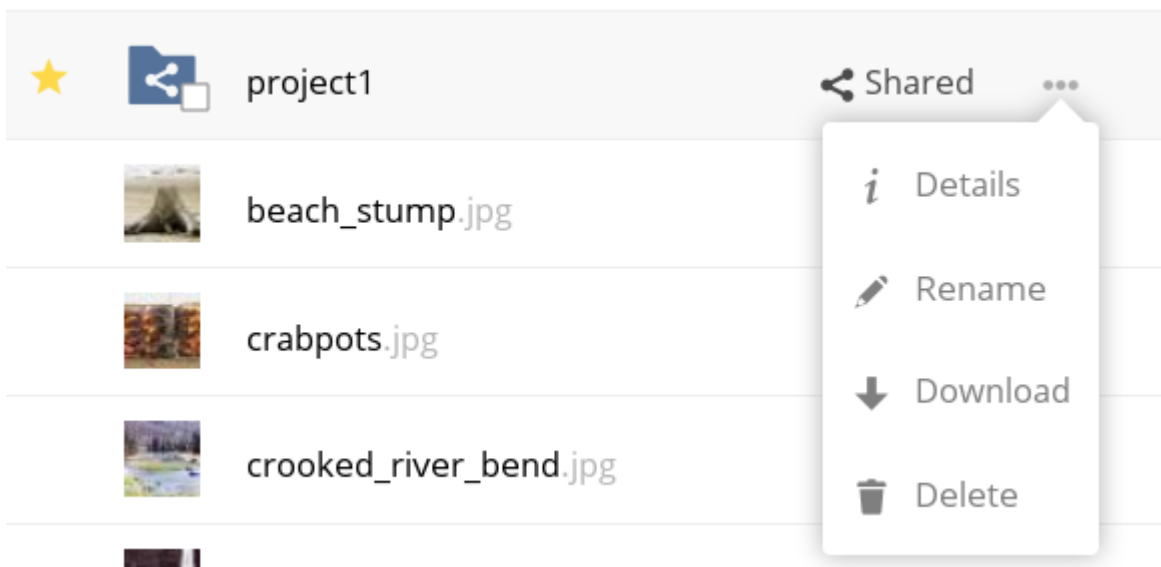 project1 Shared
Details
beach_stump.jpg
Rename
crabpots.jpg
Download
crooked_river_bend.jpg
Delete